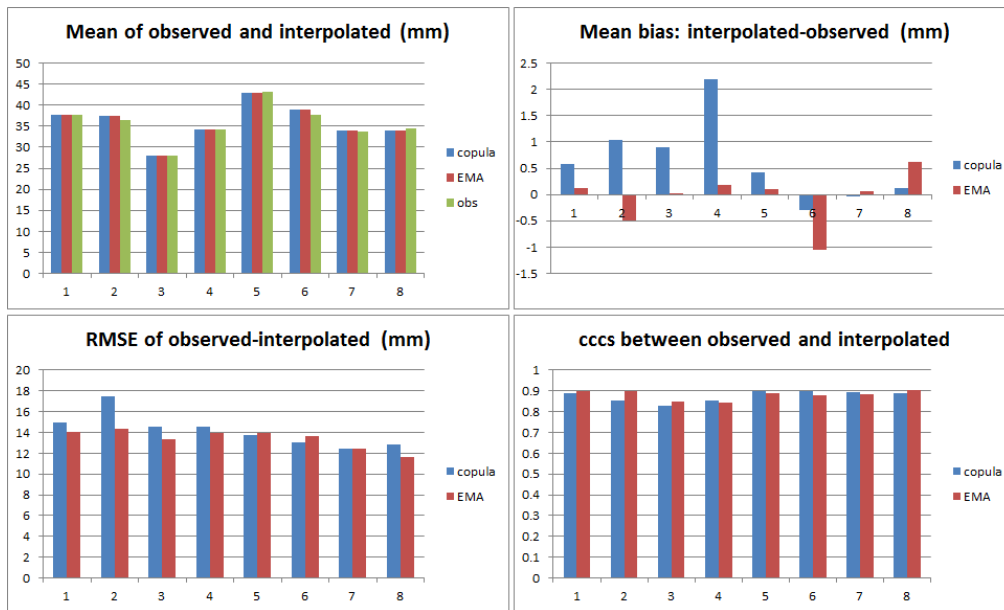 Mean of observed and interpolated (mm)
50
45
40
35
30
25
20
15
10
5
0
1 2 3 4 5 6 7 8
copula
EMA
obs
Mean bias: interpolated-observed (mm)
2.5
2
1.5
1
0.5
0
-0.5
-1
-1.5
1 2 3 4 5 6 7 8
copula
EMA
RMSE of observed-interpolated (mm)
20
18
16
14
12
10
8
6
4
2
0
1 2 3 4 5 6 7 8
copula
EMA
cccs between observed and interpolated
1
0.9
0.8
0.7
0.6
0.5
0.4
0.3
0.2
0.1
0
1 2 3 4 5 6 7 8
copula
EMA